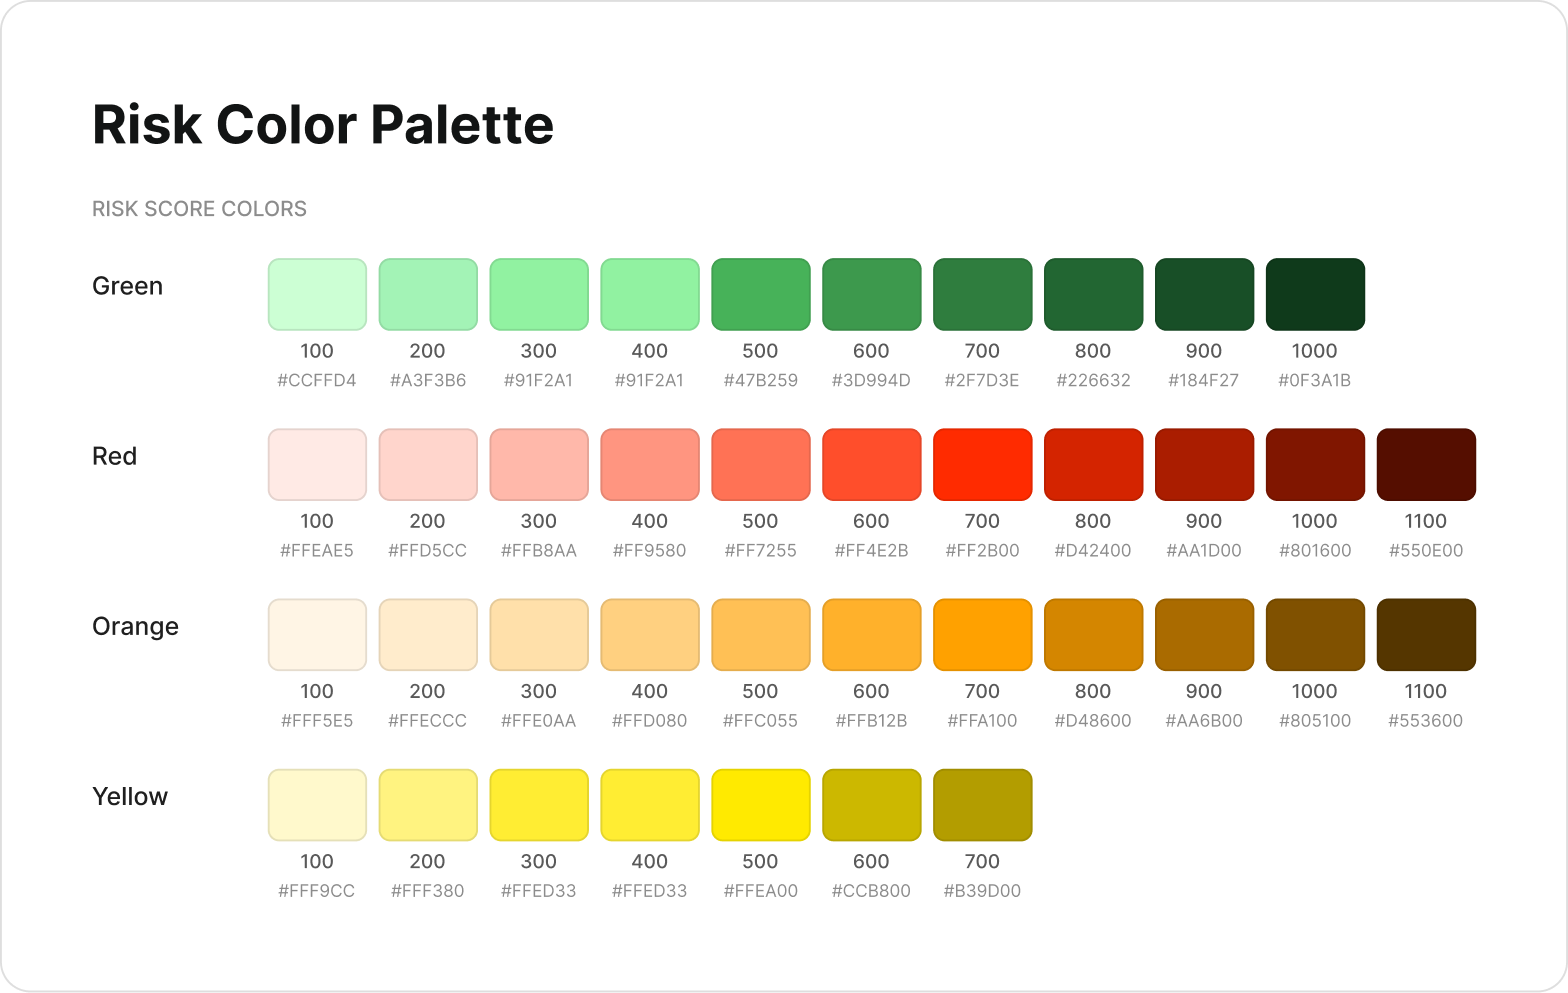 Risk Color Palette
RISK SCORE COLORS
Green
100 200 300 400 500 600 700 800 900 1000
#CCFFD4 #A3F3B6 #91F2A1 #91F2A1 #47B259 #3D994D #2F7D3E #226632 #184F27 #0F3A1B
Red
100 200 300 400 500 600 700 800 900 1000 1100
#FFEAE5 #FFD5CC #FFB8AA #FF9580 #FF7255 #FF4E2B #FF2B00 #D42400 #AA1D00 #801600 #550E00
Orange
100 200 300 400 500 600 700 800 900 1000 1100
#FFF5E5 #FFECCC #FFE0AA #FFD080 #FFC055 #FFB12B #FFA100 #D48600 #AA6B00 #805100 #553600
Yellow
100 200 300 400 500 600 700
#FFF9CC #FFF380 #FFED33 #FFED33 #FFEA00 #CCB800 #B39D00